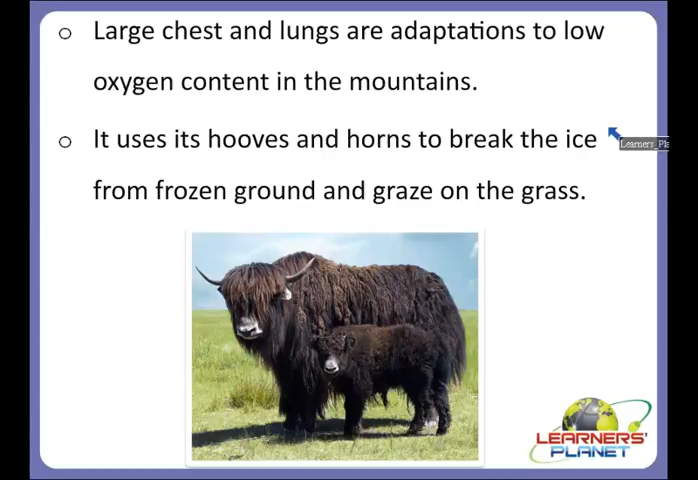 o Large chest and lungs are adaptations to low
oxygen content in the mountains.
o It uses its hooves and horns to break the ice
Learners_Pla
from frozen ground and graze on the grass.
LEARNERS'
PLANET